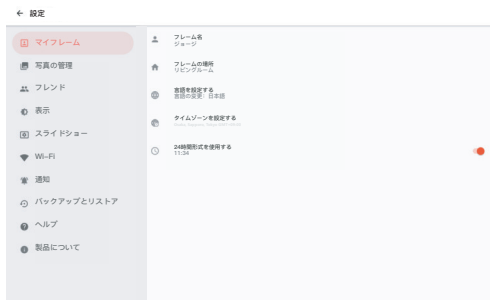 設定
マイフレーム
写真の管理
フレンド
表示
スライドショー
Wi-Fi
通知
バックアップとリストア
ヘルプ
製品について
フレーム名
ジョージ
フレームの場所
リビングルーム
言語を設定する
言語の変更: 日本語
タイムゾーンを設定する
24時間形式を使用する
11:34